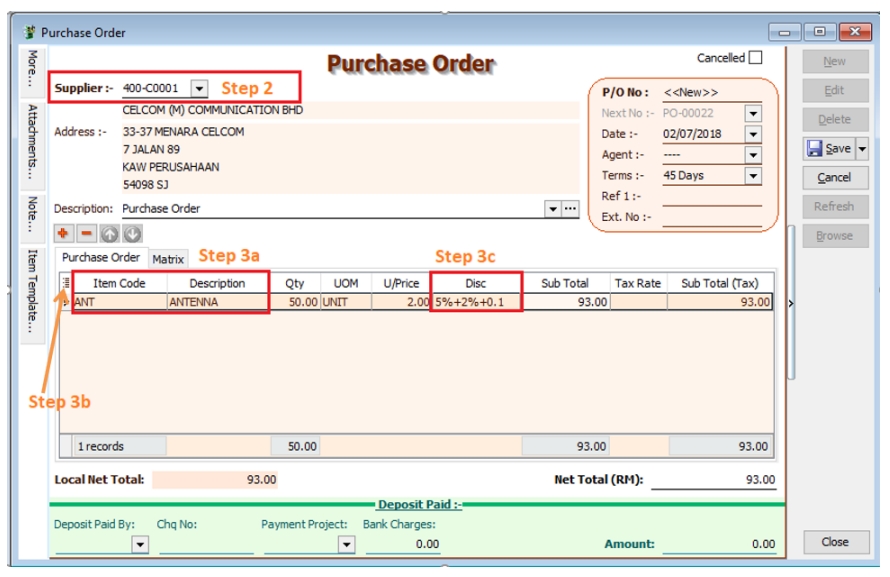 Purchase Order
More...
Attachments...
Note...
Item Template...
Purchase Order
Cancelled
Supplier :- 400-C0001 Step 2
CELCOM (M) COMMUNICATION BHD
Address :- 33-37 MENARA CELCOM
7 JALAN 89
KAW PERUSAHAAN
54098 SJ
Description: Purchase Order
P/O No : <<New>>
Next No :- PO-00022
Date :- 02/07/2018
Agent :- ----
Terms :- 45 Days
Ref 1 :-
Ext. No :-
New
Edit
Delete
Save
Cancel
Refresh
Browse
Purchase Order Matrix Step 3a Step 3c
Item Code Description Qty UOM U/Price Disc Sub Total Tax Rate Sub Total (Tax)
ANT ANTENNA 50.00 UNIT 2.00 5%+2%+0.1 93.00 93.00
Step 3b
1 records 50.00 93.00 93.00
Local Net Total: 93.00 Net Total (RM): 93.00
Deposit Paid :-
Deposit Paid By: Chq No: Payment Project: Bank Charges:
0.00 Amount: 0.00
Close